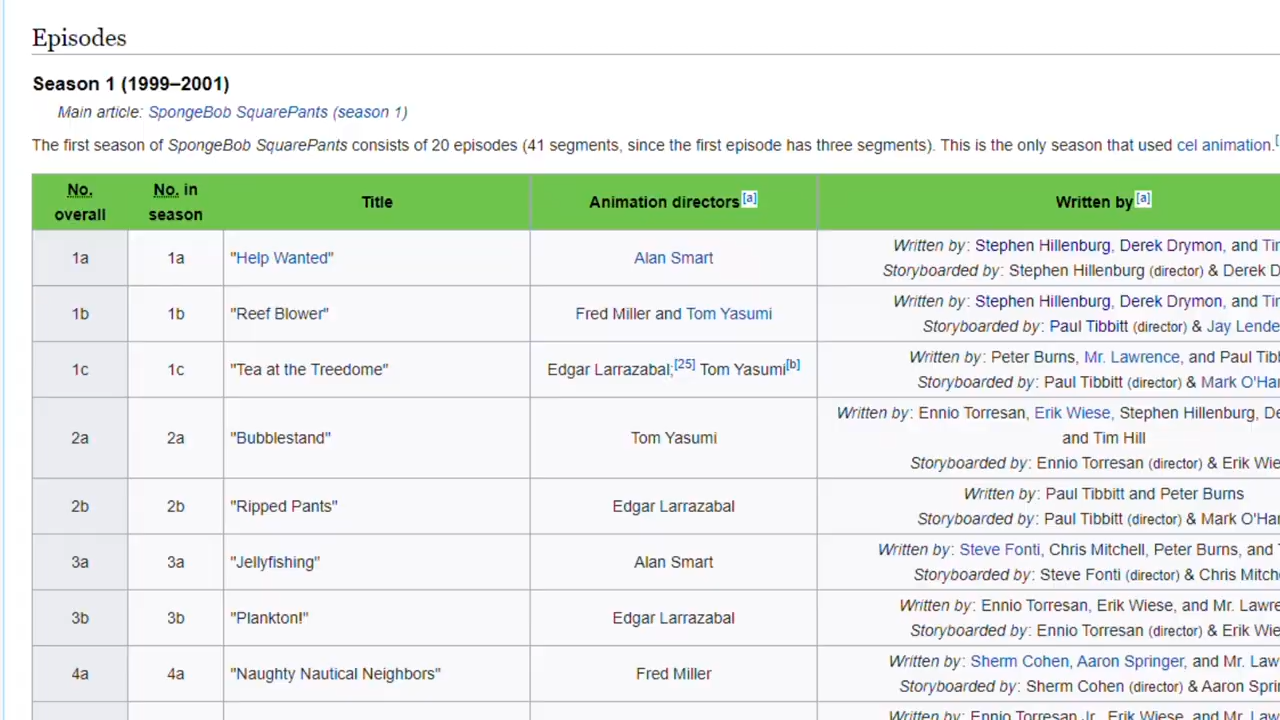 Episodes
Season 1 (1999–2001)
Main article: SpongeBob SquarePants (season 1)
The first season of SpongeBob SquarePants consists of 20 episodes (41 segments, since the first episode has three segments). This is the only season that used cel animation.[
No. overall No. in season Title Animation directors[a] Written by[a]
1a 1a "Help Wanted" Alan Smart Written by: Stephen Hillenburg, Derek Drymon, and
Storyboarded by: Stephen Hillenburg (director) & Derek
1b 1b "Reef Blower" Fred Miller and Tom Yasumi Written by: Stephen Hillenburg, Derek Drymon, and
Storyboarded by: Paul Tibbitt (director) & Jay
1c 1c "Tea at the Treedome" Edgar Larrazabal;[25] Tom Yasumi[b] Written by: Peter Burns, Mr. Lawrence, and Paul
Storyboarded by: Paul Tibbitt (director) & Mark
2a 2a "Bubblestand" Tom Yasumi Written by: Ennio Torresan, Erik Wiese, Stephen Hillenburg,
and Tim Hill
Storyboarded by: Ennio Torresan (director) & Erik
2b 2b "Ripped Pants" Edgar Larrazabal Written by: Paul Tibbitt and Peter Burns
Storyboarded by: Paul Tibbitt (director) & Mark
3a 3a "Jellyfishing" Alan Smart Written by: Steve Fonti, Chris Mitchell, Peter Burns, and
Storyboarded by: Steve Fonti (director) & Chris
3b 3b "Plankton!" Edgar Larrazabal Written by: Ennio Torresan, Erik Wiese, and Mr.
Storyboarded by: Ennio Torresan (director) & Erik
4a 4a "Naughty Nautical Neighbors" Fred Miller Written by: Sherm Cohen, Aaron Springer, and Mr.
Storyboarded by: Sherm Cohen (director) & Aaron
Written by: Ennio Torresan Jr., Erik Wiese, and Mr.